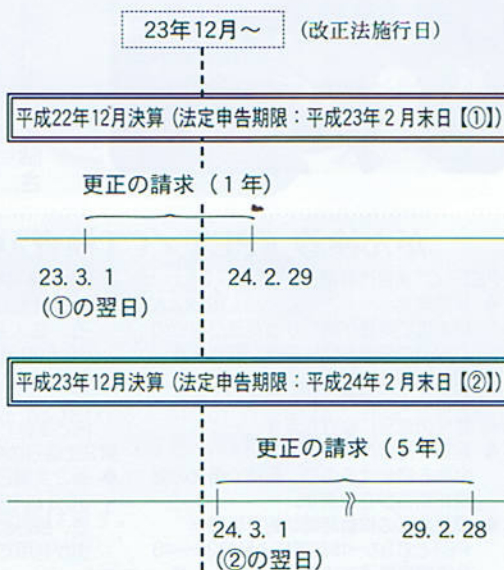 23年12月～ (改正法施行日)
平成22年12月決算 (法定申告期限：平成23年2月末日【①】)
更正の請求 (1年)
23. 3. 1 24. 2. 29
(①の翌日)
平成23年12月決算 (法定申告期限：平成24年2月末日【②】)
更正の請求 (5年)
24. 3. 1 29. 2. 28
(②の翌日)